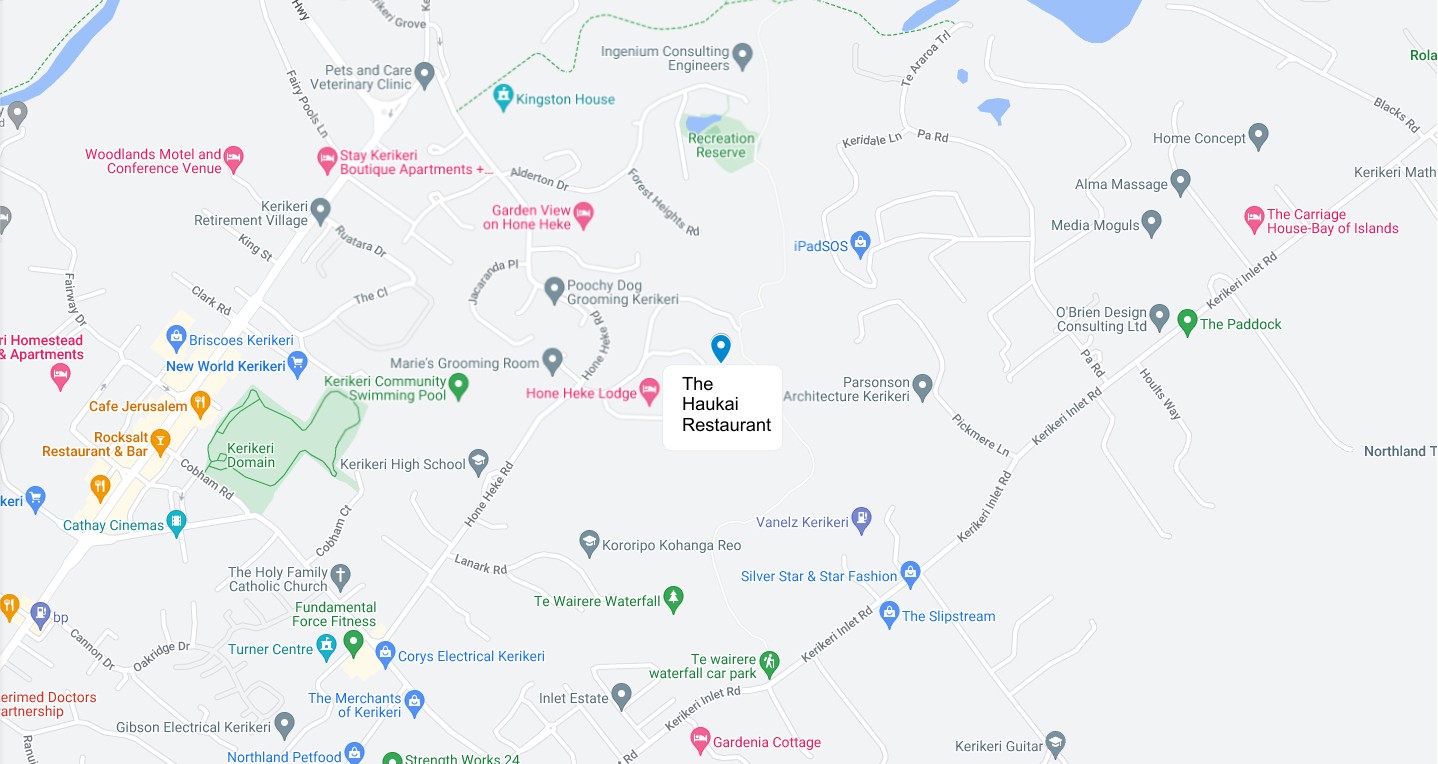 Hwy
eriKeri Grove
Ke
Ingenium Consulting
Engineers
Te Araroa Trl
Rola
Pets and Care
Veterinary Clinic
Fairy Pools Ln
Kingston House
Blacks Rd
Recreation
Reserve
Keridale Ln
Pa Rd
Home Concept
Woodlands Motel and
Conference Venue
Stay Kerikeri
Boutique Apartments +...
Alderton Dr
Forest Heights Rd
Kerikeri Math
Alma Massage
Kerikeri
Retirement Village
Garden View
on Hone Heke
Media Moguls
The Carriage
House-Bay of Islands
King St
Ruatara Dr
iPadSOS
Fairway Dr
Jacaranda Pl
Kerikeri Inlet Rd
Clark Rd
The Cl
Poochy Dog
Grooming Kerikeri
O'Brien Design
Consulting Ltd
The Paddock
ri Homestead
& Apartments
Briscoes Kerikeri
Hone Heke Rd
New World Kerikeri
Marie's Grooming Room
Pa Rd
Kerikeri Community
Swimming Pool
Hone Heke Lodge
The
Haukai
Restaurant
Parsonson
Architecture Kerikeri
Hoults Way
Cafe Jerusalem
Kerikeri Inlet Rd
Pickmere Ln
Rocksalt
Restaurant & Bar
Kerikeri
Domain
Kerikeri High School
Northland T
Cobham Rd
Hone Heke Rd
Kerikeri Inlet Rd
keri
Cathay Cinemas
Cobham Ct
Vanelz Kerikeri
Kororipo Kohanga Reo
Lanark Rd
The Holy Family
Catholic Church
Silver Star & Star Fashion
Te Wairere Waterfall
bp
Fundamental
Force Fitness
The Slipstream
Cannon Dr
Oakridge Dr
Turner Centre
Corys Electrical Kerikeri
Kerikeri Inlet Rd
Te wairere
waterfall car park
erimed Doctors
artnership
The Merchants
of Kerikeri
Inlet Estate
Kerikeri Inlet Rd
Gibson Electrical Kerikeri
Ranui
Gardenia Cottage
Kerikeri Guitar
Northland Petfood
Strength Works 24
Rd